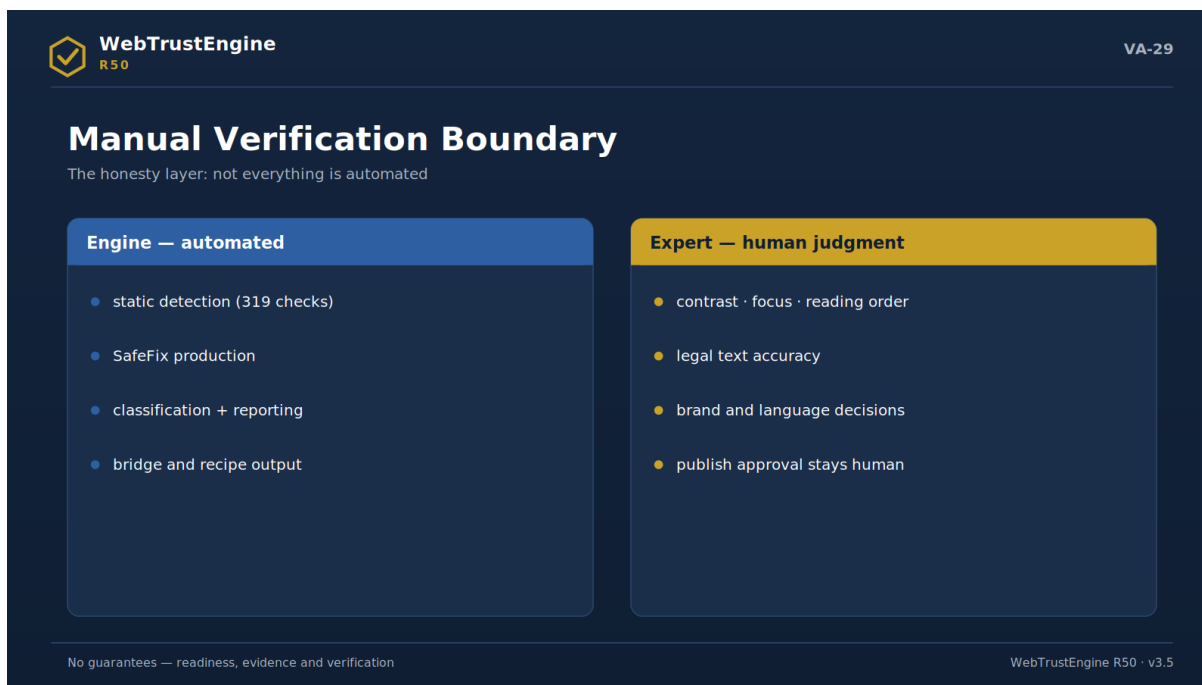 WebTrustEngine
R50
VA-29
Manual Verification Boundary
The honesty layer: not everything is automated
Engine — automated
static detection (319 checks)
SafeFix production
classification + reporting
bridge and recipe output
Expert — human judgment
contrast · focus · reading order
legal text accuracy
brand and language decisions
publish approval stays human
No guarantees — readiness, evidence and verification
WebTrustEngine R50 · v3.5